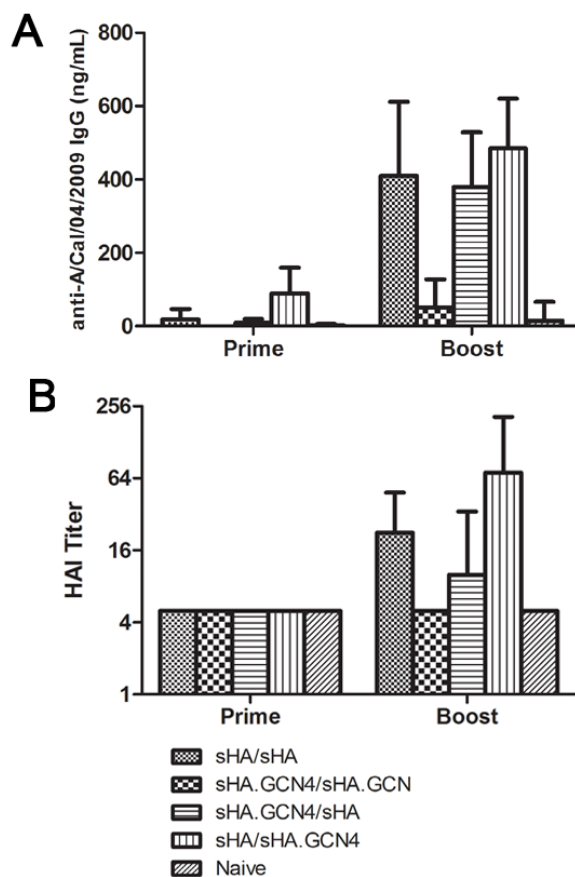 A
anti-A/Cal/04/2009 IgG (ng/mL)
800
600
400
200
0
Prime
Boost
B
HAI Titer
256
64
16
4
1
Prime
Boost
sHA/sHA
sHA.GCN4/sHA.GCN
sHA.GCN4/sHA
sHA/sHA.GCN4
Naive